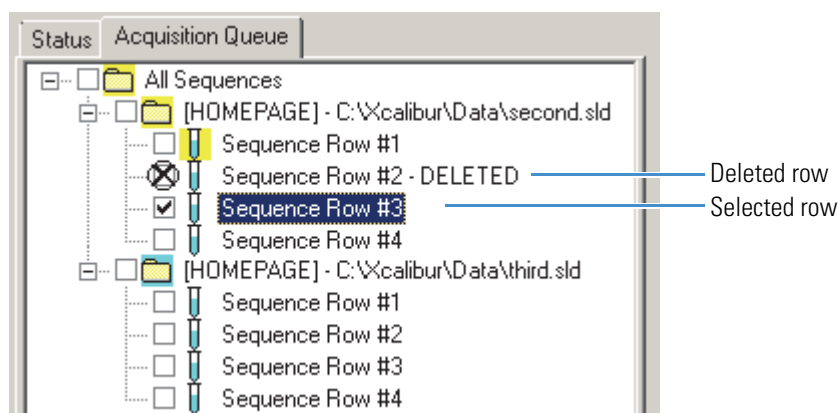 Status Acquisition Queue
All Sequences
[HOMEPAGE] - C:\Xcalibur\Data\second.sld
Sequence Row #1
Sequence Row #2 - DELETED Deleted row
Sequence Row #3 Selected row
Sequence Row #4
[HOMEPAGE] - C:\Xcalibur\Data\third.sld
Sequence Row #1
Sequence Row #2
Sequence Row #3
Sequence Row #4